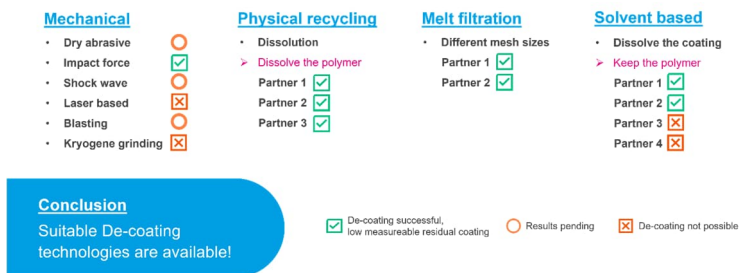 Mechanical
• Dry abrasive
• Impact force
• Shock wave
• Laser based
• Blasting
• Kryogene grinding
Physical recycling
• Dissolution
➢ Dissolve the polymer
Partner 1
Partner 2
Partner 3
Melt filtration
• Different mesh sizes
Partner 1
Partner 2
Solvent based
• Dissolve the coating
➢ Keep the polymer
Partner 1
Partner 2
Partner 3
Partner 4
Conclusion
Suitable De-coating
technologies are available!
De-coating successful,
low measureable residual coating
Results pending
De-coating not possible